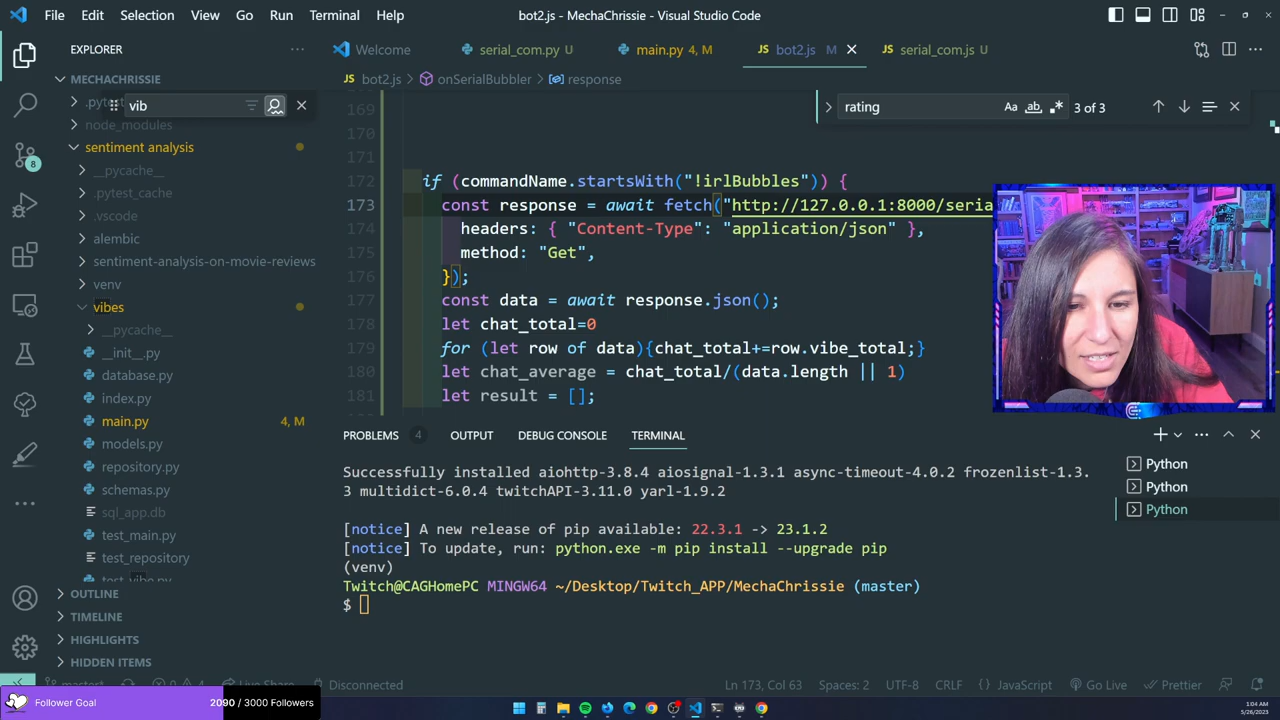 File Edit Selection View Go Run Terminal Help
bot2.js - MechaChrissie - Visual Studio Code
EXPLORER
Welcome
serial_com.py U
main.py 4, M
bot2.js M
serial_com.js U
MECHACHRISSIE
bot2.js > onSerialBubbler > response
vib
rating
Aa ab 3 of 3
node_modules
sentiment analysis
__pycache__
.pytest_cache
.vscode
alembic
sentiment-analysis-on-movie-reviews
venv
vibes
__pycache__
__init__.py
database.py
index.py
main.py 4, M
models.py
repository.py
schemas.py
sql_app.db
test_main.py
test_repository
OUTLINE
TIMELINE
HIGHLIGHTS
HIDDEN ITEMS
8
169
170
171
172 if (commandName.startsWith("!irlBubbles")) {
173 const response = await fetch("http://127.0.0.1:8000/seria
174 headers: { "Content-Type": "application/json" },
175 method: "Get",
176 });
177 const data = await response.json();
178 let chat_total=0
179 for (let row of data){chat_total+=row.vibe_total;}
180 let chat_average = chat_total/(data.length || 1)
181 let result = [];
PROBLEMS 4 OUTPUT DEBUG CONSOLE TERMINAL
Successfully installed aiohttp-3.8.4 aiosignal-1.3.1 async-timeout-4.0.2 frozenlist-1.3.
3 multidict-6.0.4 twitchAPI-3.11.0 yarl-1.9.2
[notice] A new release of pip available: 22.3.1 -> 23.1.2
[notice] To update, run: python.exe -m pip install --upgrade pip
(venv)
Twitch@CAGHomePC MINGW64 ~/Desktop/Twitch_APP/MechaChrissie (master)
$
Python
Python
Python
Disconnected
Ln 173, Col 63 Spaces: 2 UTF-8 CRLF {} JavaScript Go Live Prettier
Follower Goal 2090 / 3000 Followers
1:04 AM
5/26/2023